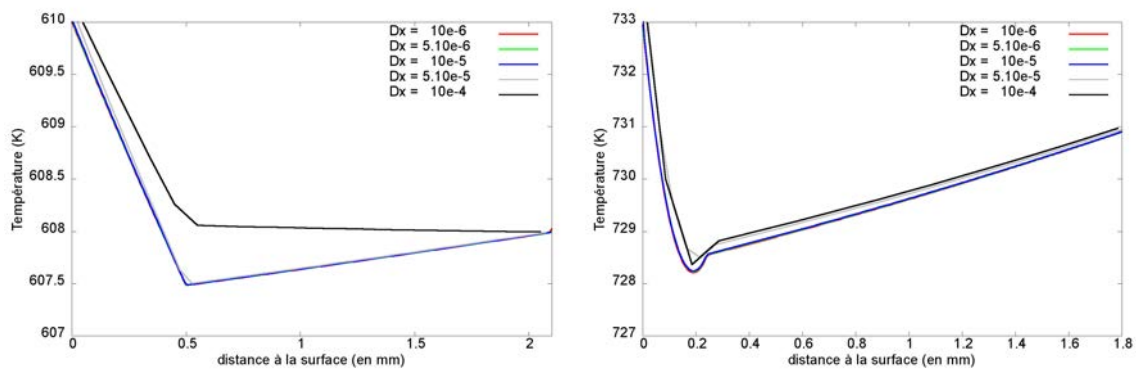 610
609.5
609
608.5
608
607.5
607
Température (K)
Dx = 10e-6
Dx = 5.10e-6
Dx = 10e-5
Dx = 5.10e-5
Dx = 10e-4
0 0.5 1 1.5 2
distance à la surface (en mm)
733
732
731
730
729
728
727
Température (K)
Dx = 10e-6
Dx = 5.10e-6
Dx = 10e-5
Dx = 5.10e-5
Dx = 10e-4
0 0.2 0.4 0.6 0.8 1 1.2 1.4 1.6 1.8
distance à la surface (en mm)